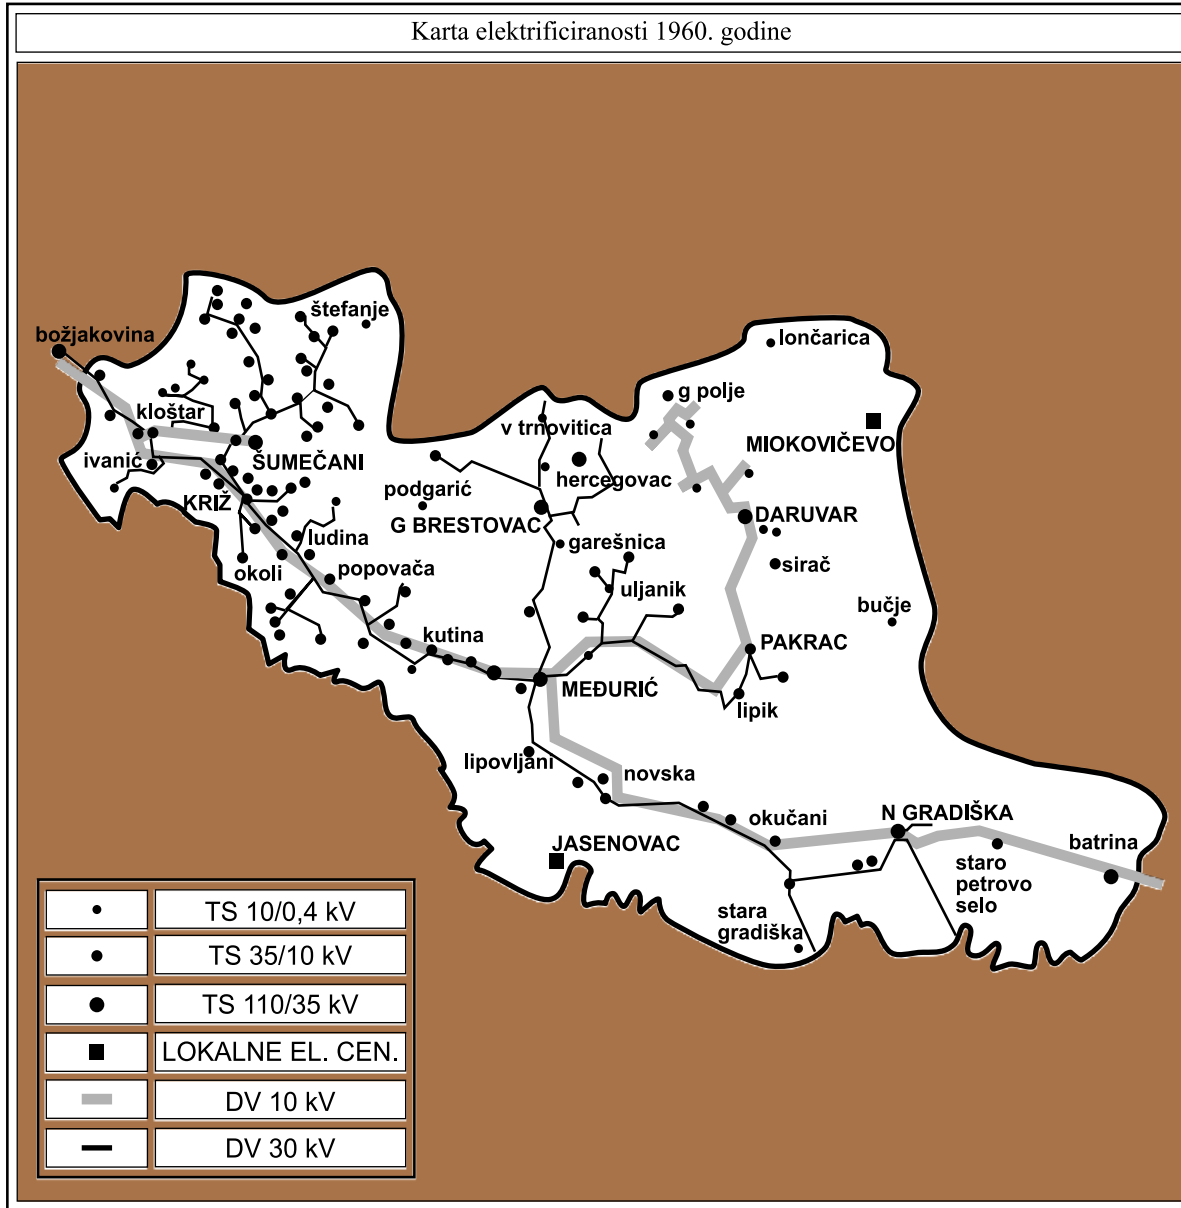 Karta elektrificiranosti 1960. godine
štefanje
božjakovina
lončarica
g polje
kloštar
v trnovitica
MIOKOVIČEVO
ivanić
ŠUMEČANI
hercegovac
podgarić
KRIŽ
G BRESTOVAC
DARUVAR
ludina
garešnica
sirač
okoli
popovača
uljanik
bučje
kutina
PAKRAC
MEĐURIĆ
lipik
lipovljani
novska
okučani
N GRADIŠKA
JASENOVAC
batrina
staro
petrovo
selo
stara
gradiška
TS 10/0,4 kV
TS 35/10 kV
TS 110/35 kV
LOKALNE EL. CEN.
DV 10 kV
DV 30 kV